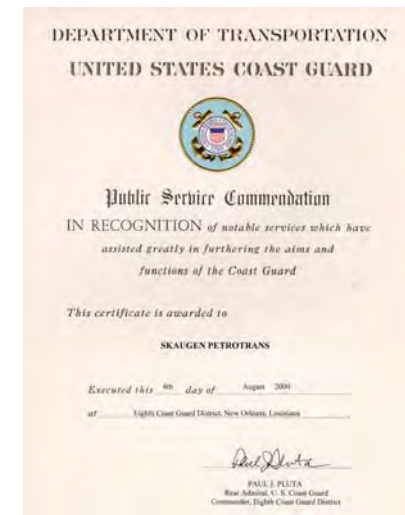 DEPARTMENT OF TRANSPORTATION
UNITED STATES COAST GUARD
Public Service Commendation
IN RECOGNITION of notable services which have
assisted greatly in furthering the aims and
functions of the Coast Guard
This certificate is awarded to
SKAUGEN PETROTRANS
Executed this 4th day of August 2000
at Eighth Coast Guard District, New Orleans, Louisiana
Paul J Pluta
PAUL J. PLUTA
Rear Admiral, U. S. Coast Guard
Commander, Eighth Coast Guard District